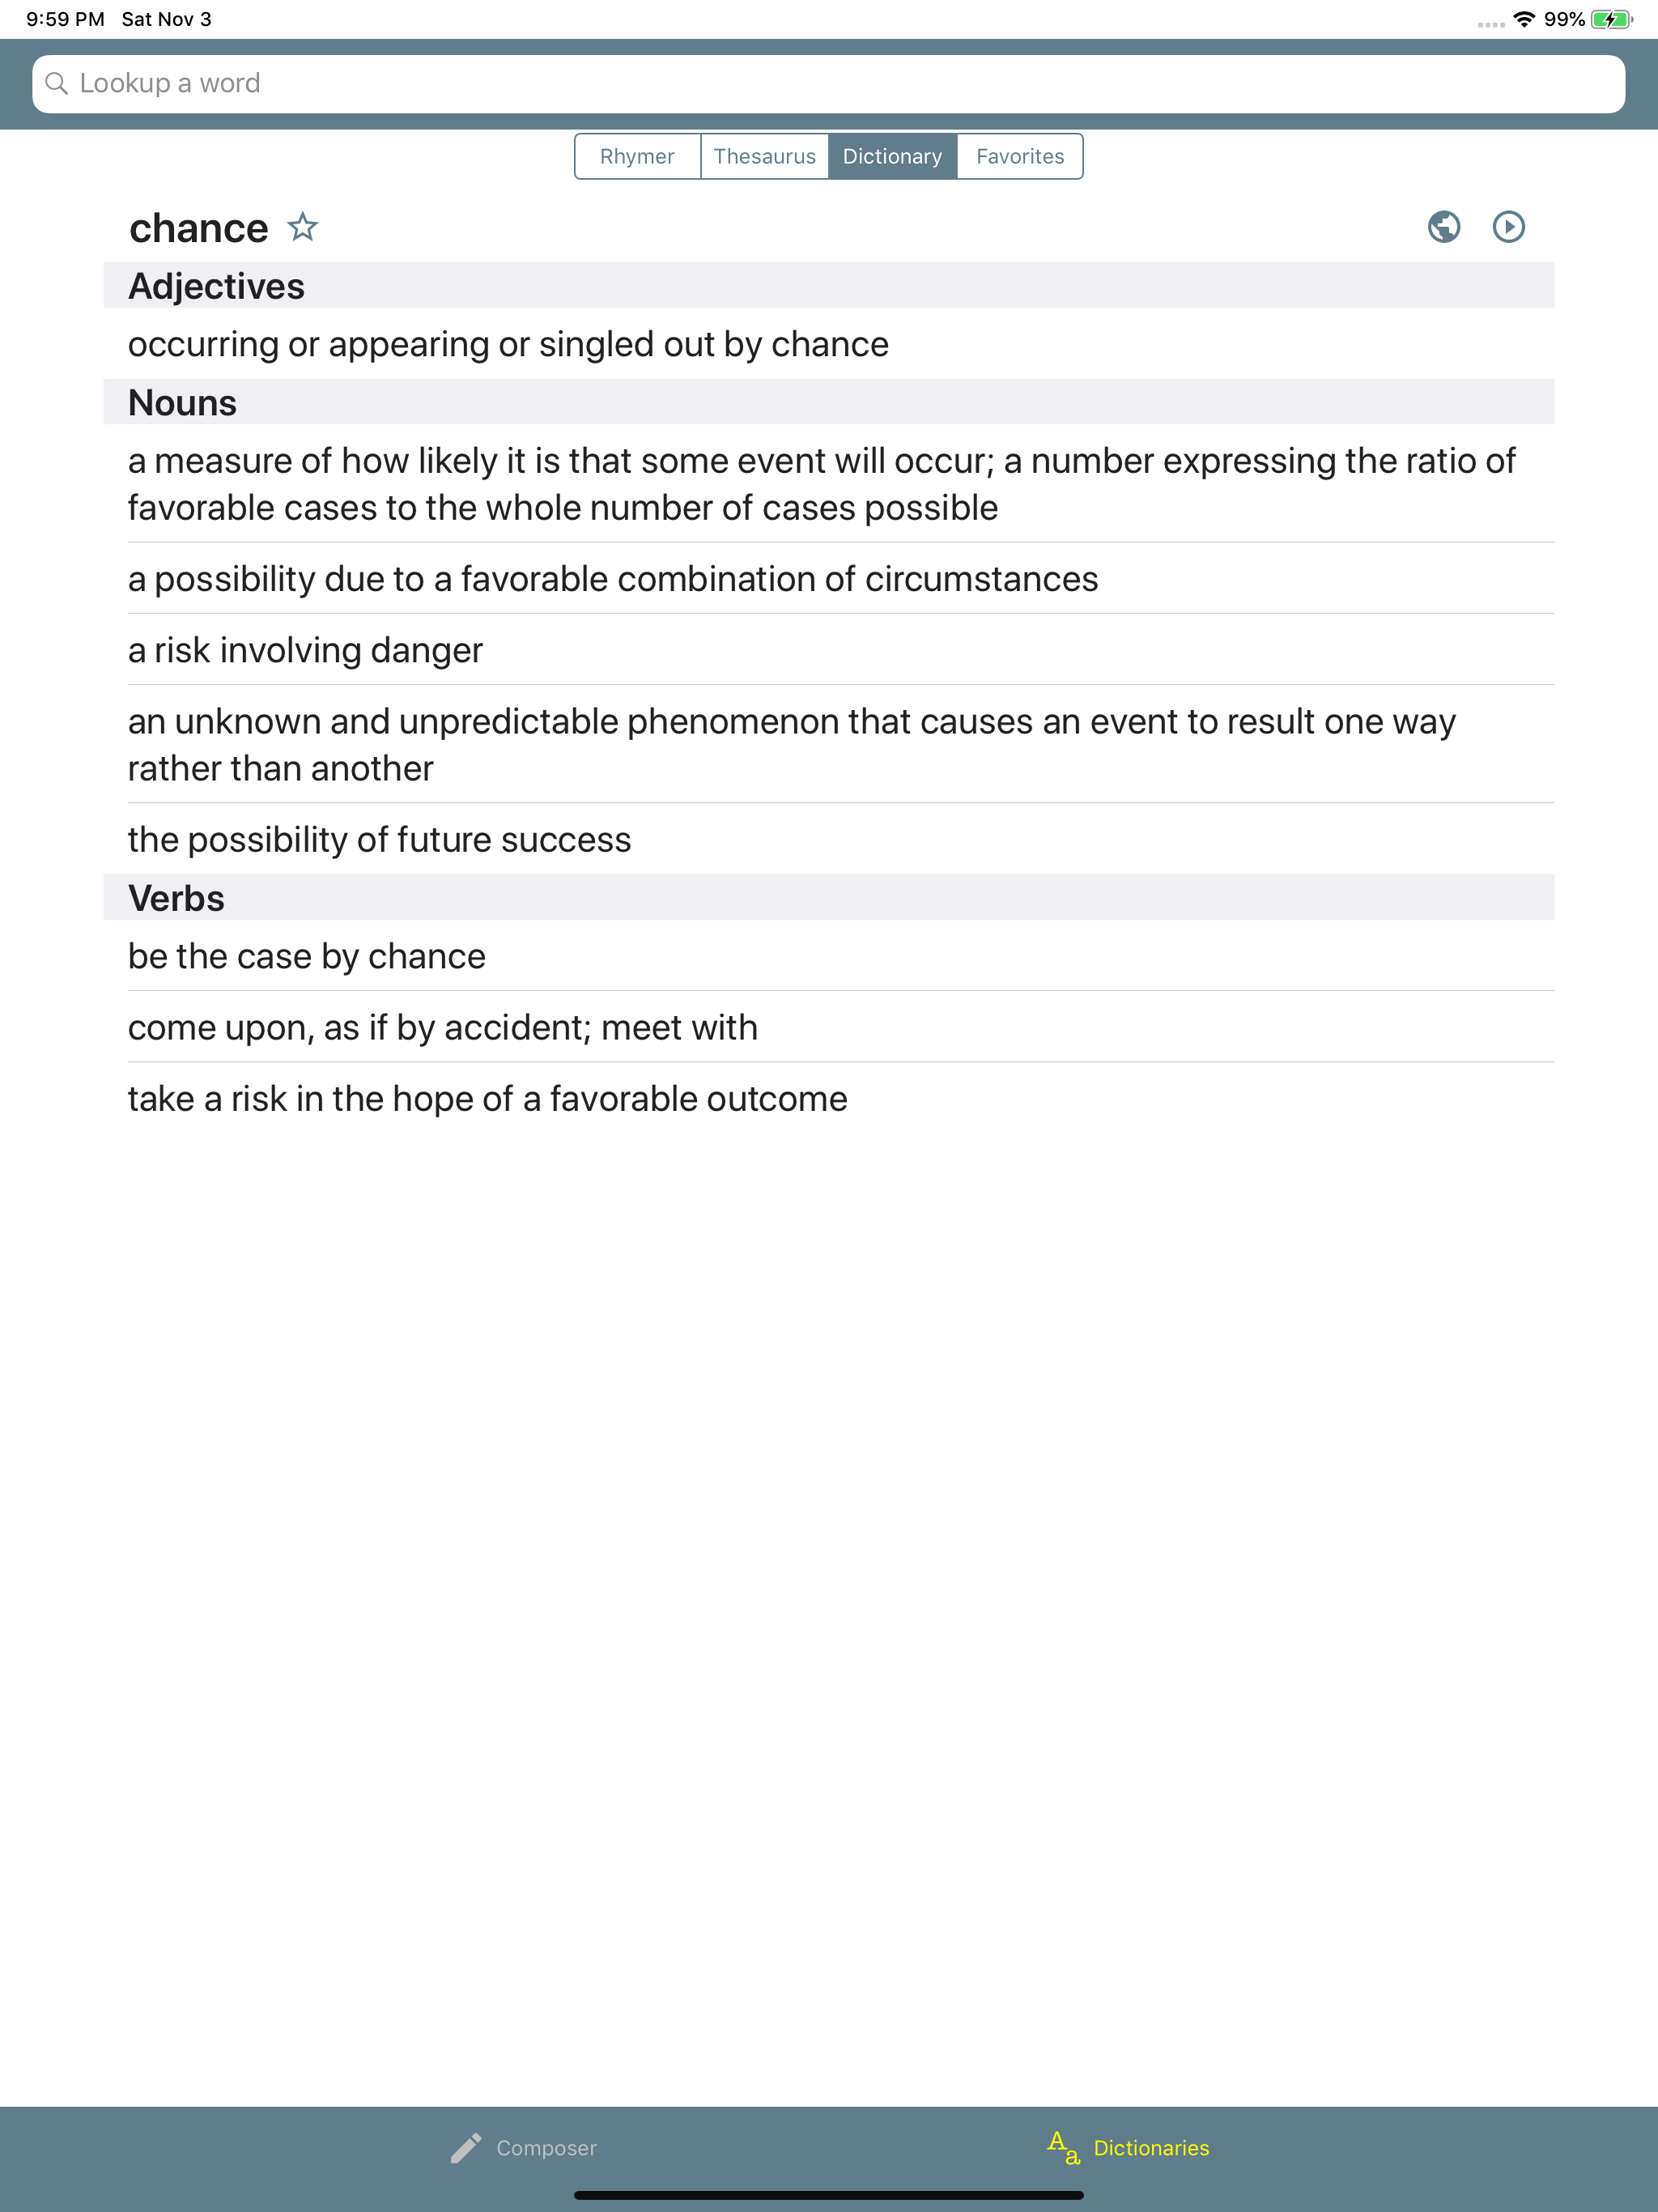 9:59 PM Sat Nov 3 99%
Lookup a word
Rhymer Thesaurus Dictionary Favorites
chance
Adjectives
occurring or appearing or singled out by chance
Nouns
a measure of how likely it is that some event will occur; a number expressing the ratio of
favorable cases to the whole number of cases possible
a possibility due to a favorable combination of circumstances
a risk involving danger
an unknown and unpredictable phenomenon that causes an event to result one way
rather than another
the possibility of future success
Verbs
be the case by chance
come upon, as if by accident; meet with
take a risk in the hope of a favorable outcome
Composer Aa Dictionaries